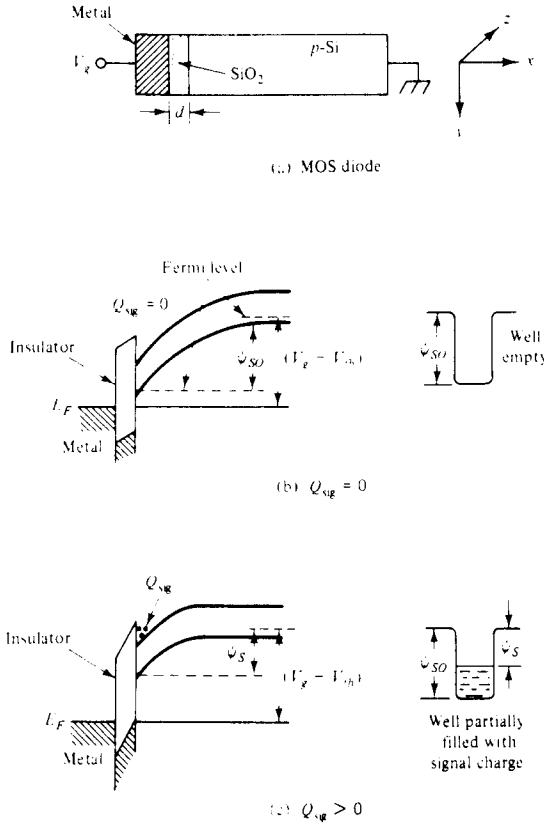 Metal
V_g
p-Si
SiO₂
d
z
x
MOS diode
Fermi level
Q_sig = 0
Insulator
ψ_SO
(V_g − V_th)
E_F
Metal
ψ_SO
Well
empty
(b) Q_sig = 0
Q_sig
Insulator
ψ_S
(V_g − V_th)
E_F
Metal
ψ_SO
ψ_S
Well partially
filled with
signal charge
(c) Q_sig > 0